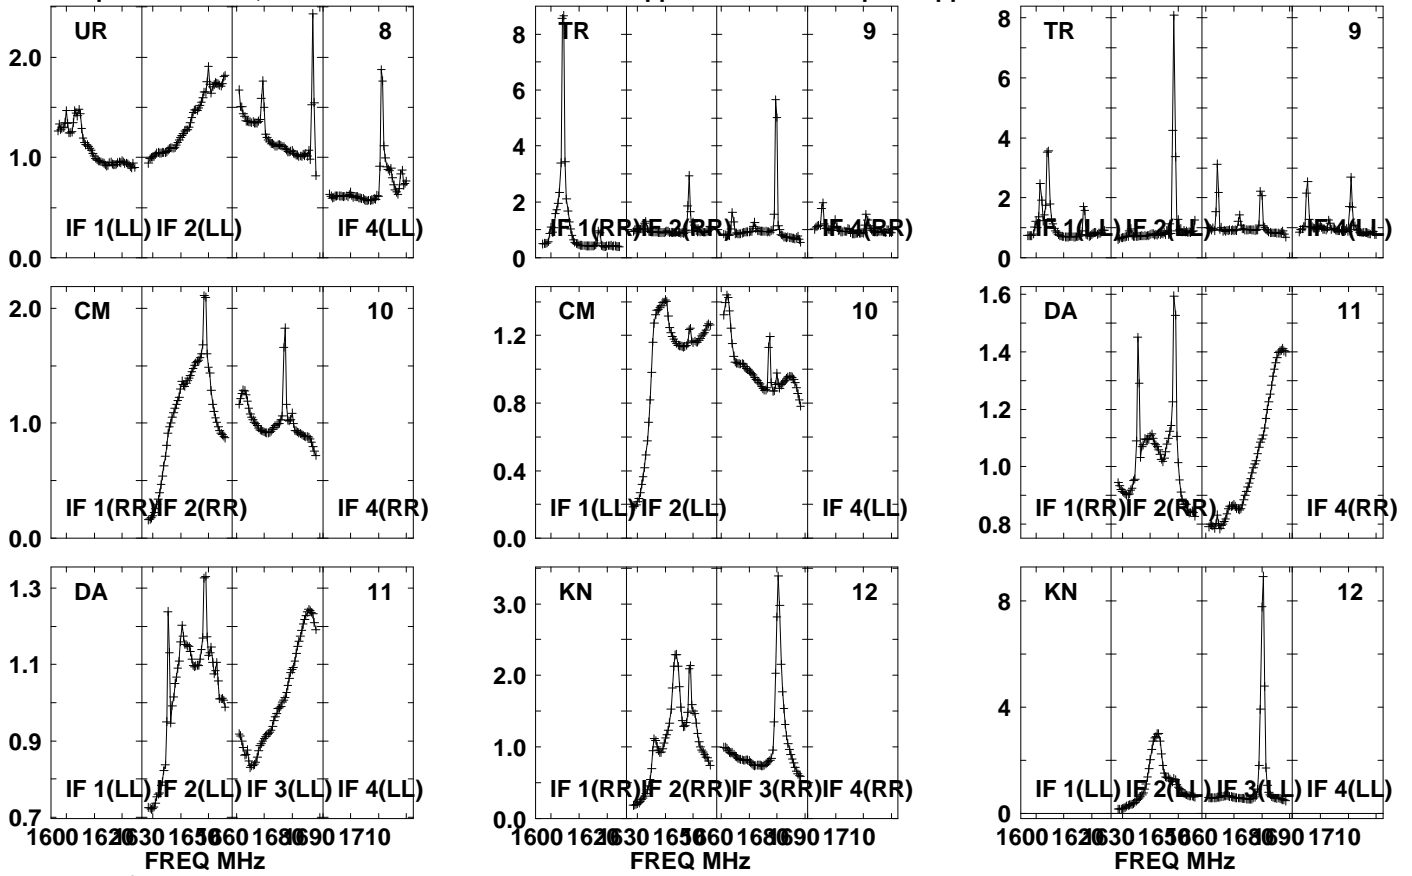 UR 8
2.0
1.0
0.0
IF 1(LL) IF 2(LL) IF 4(LL)
TR 9
8
6
4
2
0
IF 1(RR) IF 2(RR) IF 4(RR)
TR 9
8
6
4
2
0
IF 1(LL) IF 2(LL) IF 4(LL)
CM 10
2.0
1.0
0.0
IF 1(RR) IF 2(RR) IF 4(RR)
CM 10
1.2
0.8
0.4
0.0
IF 1(LL) IF 2(LL) IF 4(LL)
DA 11
1.6
1.4
1.2
1.0
0.8
IF 1(RR) IF 2(RR) IF 4(RR)
DA 11
1.3
1.1
0.9
0.7
IF 1(LL) IF 2(LL) IF 3(LL) IF 4(LL)
1600 1620 1630 1650 1660 1680 1690 1710
FREQ MHz
KN 12
3.0
2.0
1.0
0.0
IF 1(RR) IF 2(RR) IF 3(RR) IF 4(RR)
1600 1620 1630 1650 1660 1680 1690 1710
FREQ MHz
KN 12
8
4
0
IF 1(LL) IF 2(LL) IF 3(LL) IF 4(LL)
1600 1620 1630 1650 1660 1680 1690 1710
FREQ MHz